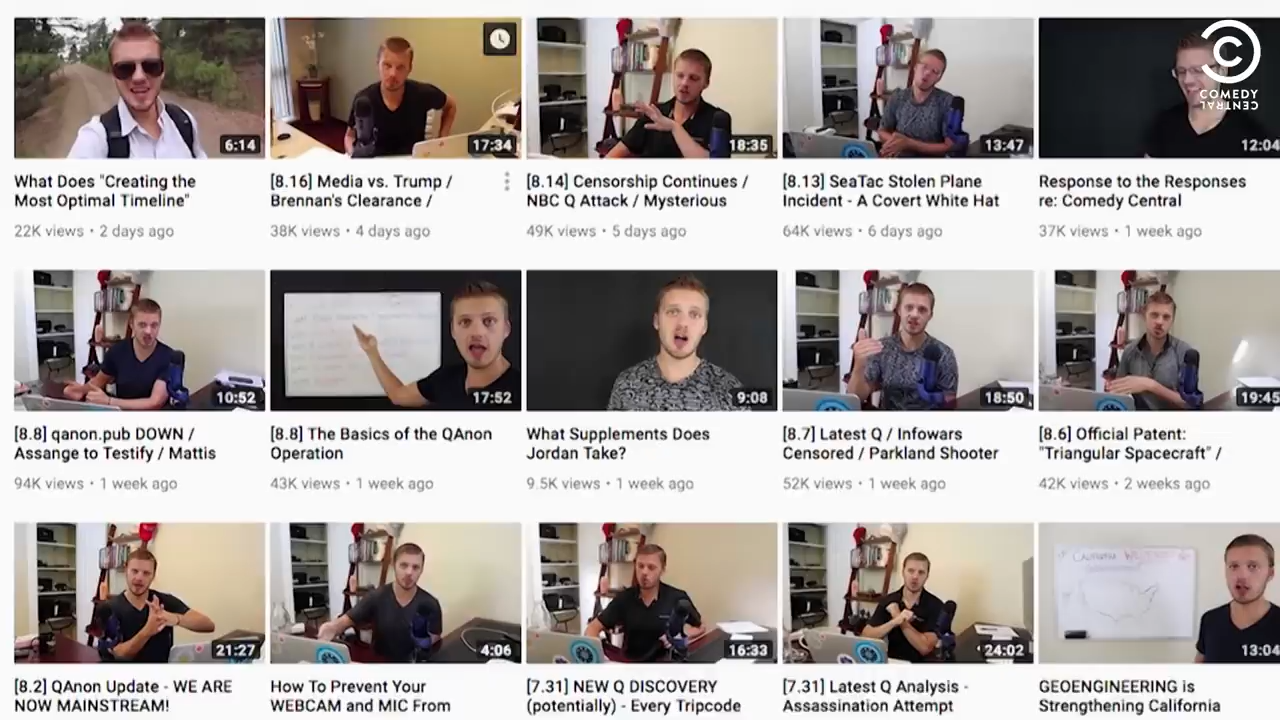 COMEDY
CENTRAL
6:14
17:34
18:35
13:47
12:04
What Does "Creating the
Most Optimal Timeline"
22K views • 2 days ago
[8.16] Media vs. Trump /
Brennan's Clearance /
38K views • 4 days ago
[8.14] Censorship Continues /
NBC Q Attack / Mysterious
49K views • 5 days ago
[8.13] SeaTac Stolen Plane
Incident - A Covert White Hat
64K views • 6 days ago
Response to the Responses
re: Comedy Central
37K views • 1 week ago
10:52
17:52
9:08
18:50
19:45
[8.8] qanon.pub DOWN /
Assange to Testify / Mattis
94K views • 1 week ago
[8.8] The Basics of the QAnon
Operation
43K views • 1 week ago
What Supplements Does
Jordan Take?
9.5K views • 1 week ago
[8.7] Latest Q / Infowars
Censored / Parkland Shooter
52K views • 1 week ago
[8.6] Official Patent:
"Triangular Spacecraft" /
42K views • 2 weeks ago
21:27
4:06
16:33
24:02
13:04
[8.2] QAnon Update - WE ARE
NOW MAINSTREAM!
How To Prevent Your
WEBCAM and MIC From
[7.31] NEW Q DISCOVERY
(potentially) - Every Tripcode
[7.31] Latest Q Analysis -
Assassination Attempt
GEOENGINEERING is
Strengthening California